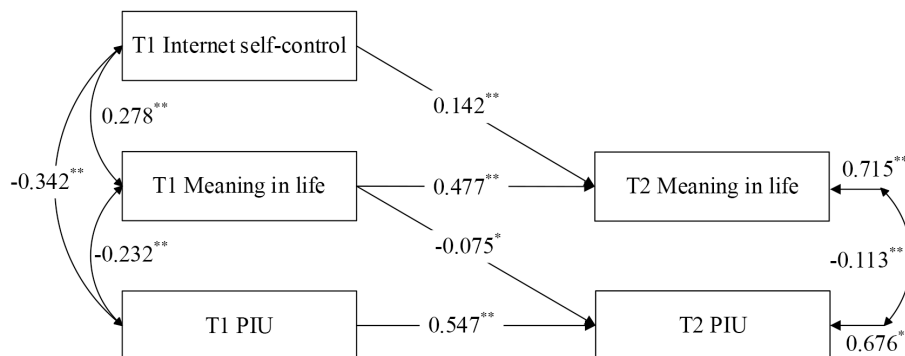 T1 Internet self-control
0.142**
0.278**
-0.342**
T1 Meaning in life
0.477**
T2 Meaning in life
0.715**
-0.075*
-0.232**
-0.113**
T1 PIU
0.547**
T2 PIU
0.676*